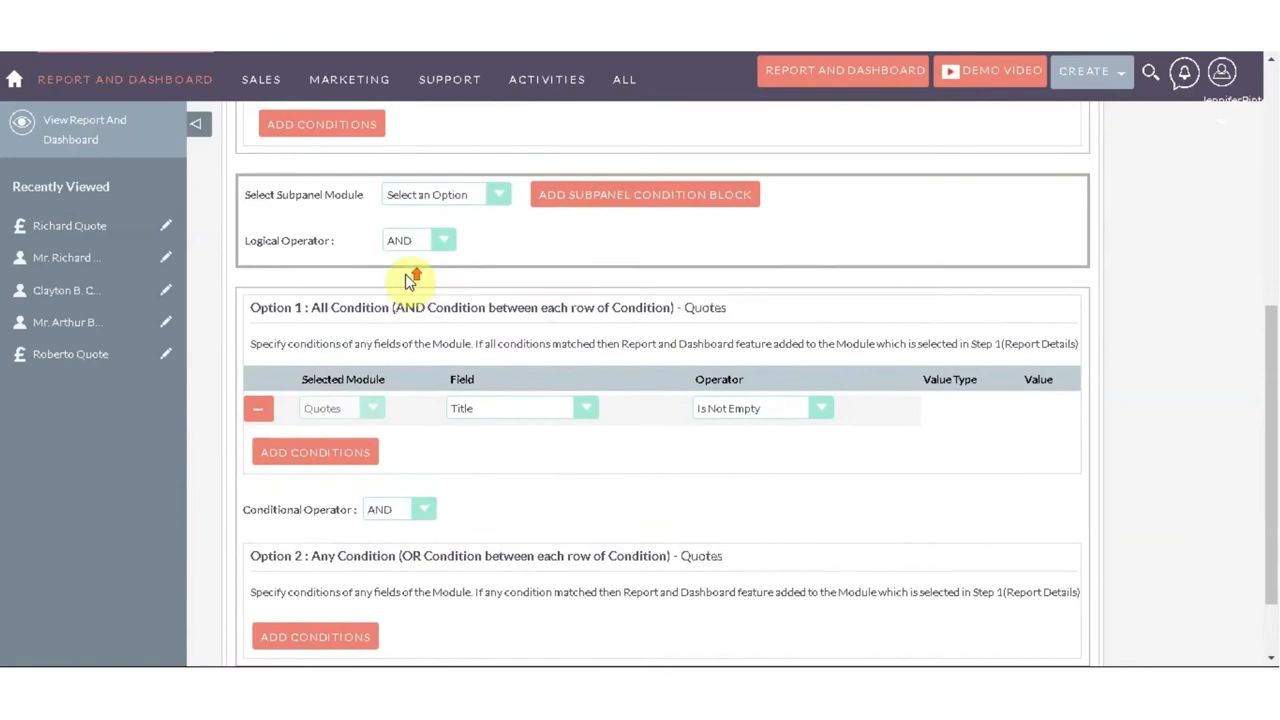 REPORT AND DASHBOARD SALES MARKETING SUPPORT ACTIVITIES ALL REPORT AND DASHBOARD DEMO VIDEO CREATE
View Report And
Dashboard
Recently Viewed
Richard Quote
Mr. Richard ...
Clayton B. C...
Mr. Arthur B...
Roberto Quote
ADD CONDITIONS
Select Subpanel Module Select an Option ADD SUBPANEL CONDITION BLOCK
Logical Operator : AND
Option 1 : All Condition (AND Condition between each row of Condition) - Quotes
Specify conditions of any fields of the Module. If all conditions matched then Report and Dashboard feature added to the Module which is selected in Step 1(Report Details)
Selected Module Field Operator Value Type Value
Quotes Title Is Not Empty
ADD CONDITIONS
Conditional Operator : AND
Option 2 : Any Condition (OR Condition between each row of Condition) - Quotes
Specify conditions of any fields of the Module. If any condition matched then Report and Dashboard feature added to the Module which is selected in Step 1(Report Details)
ADD CONDITIONS